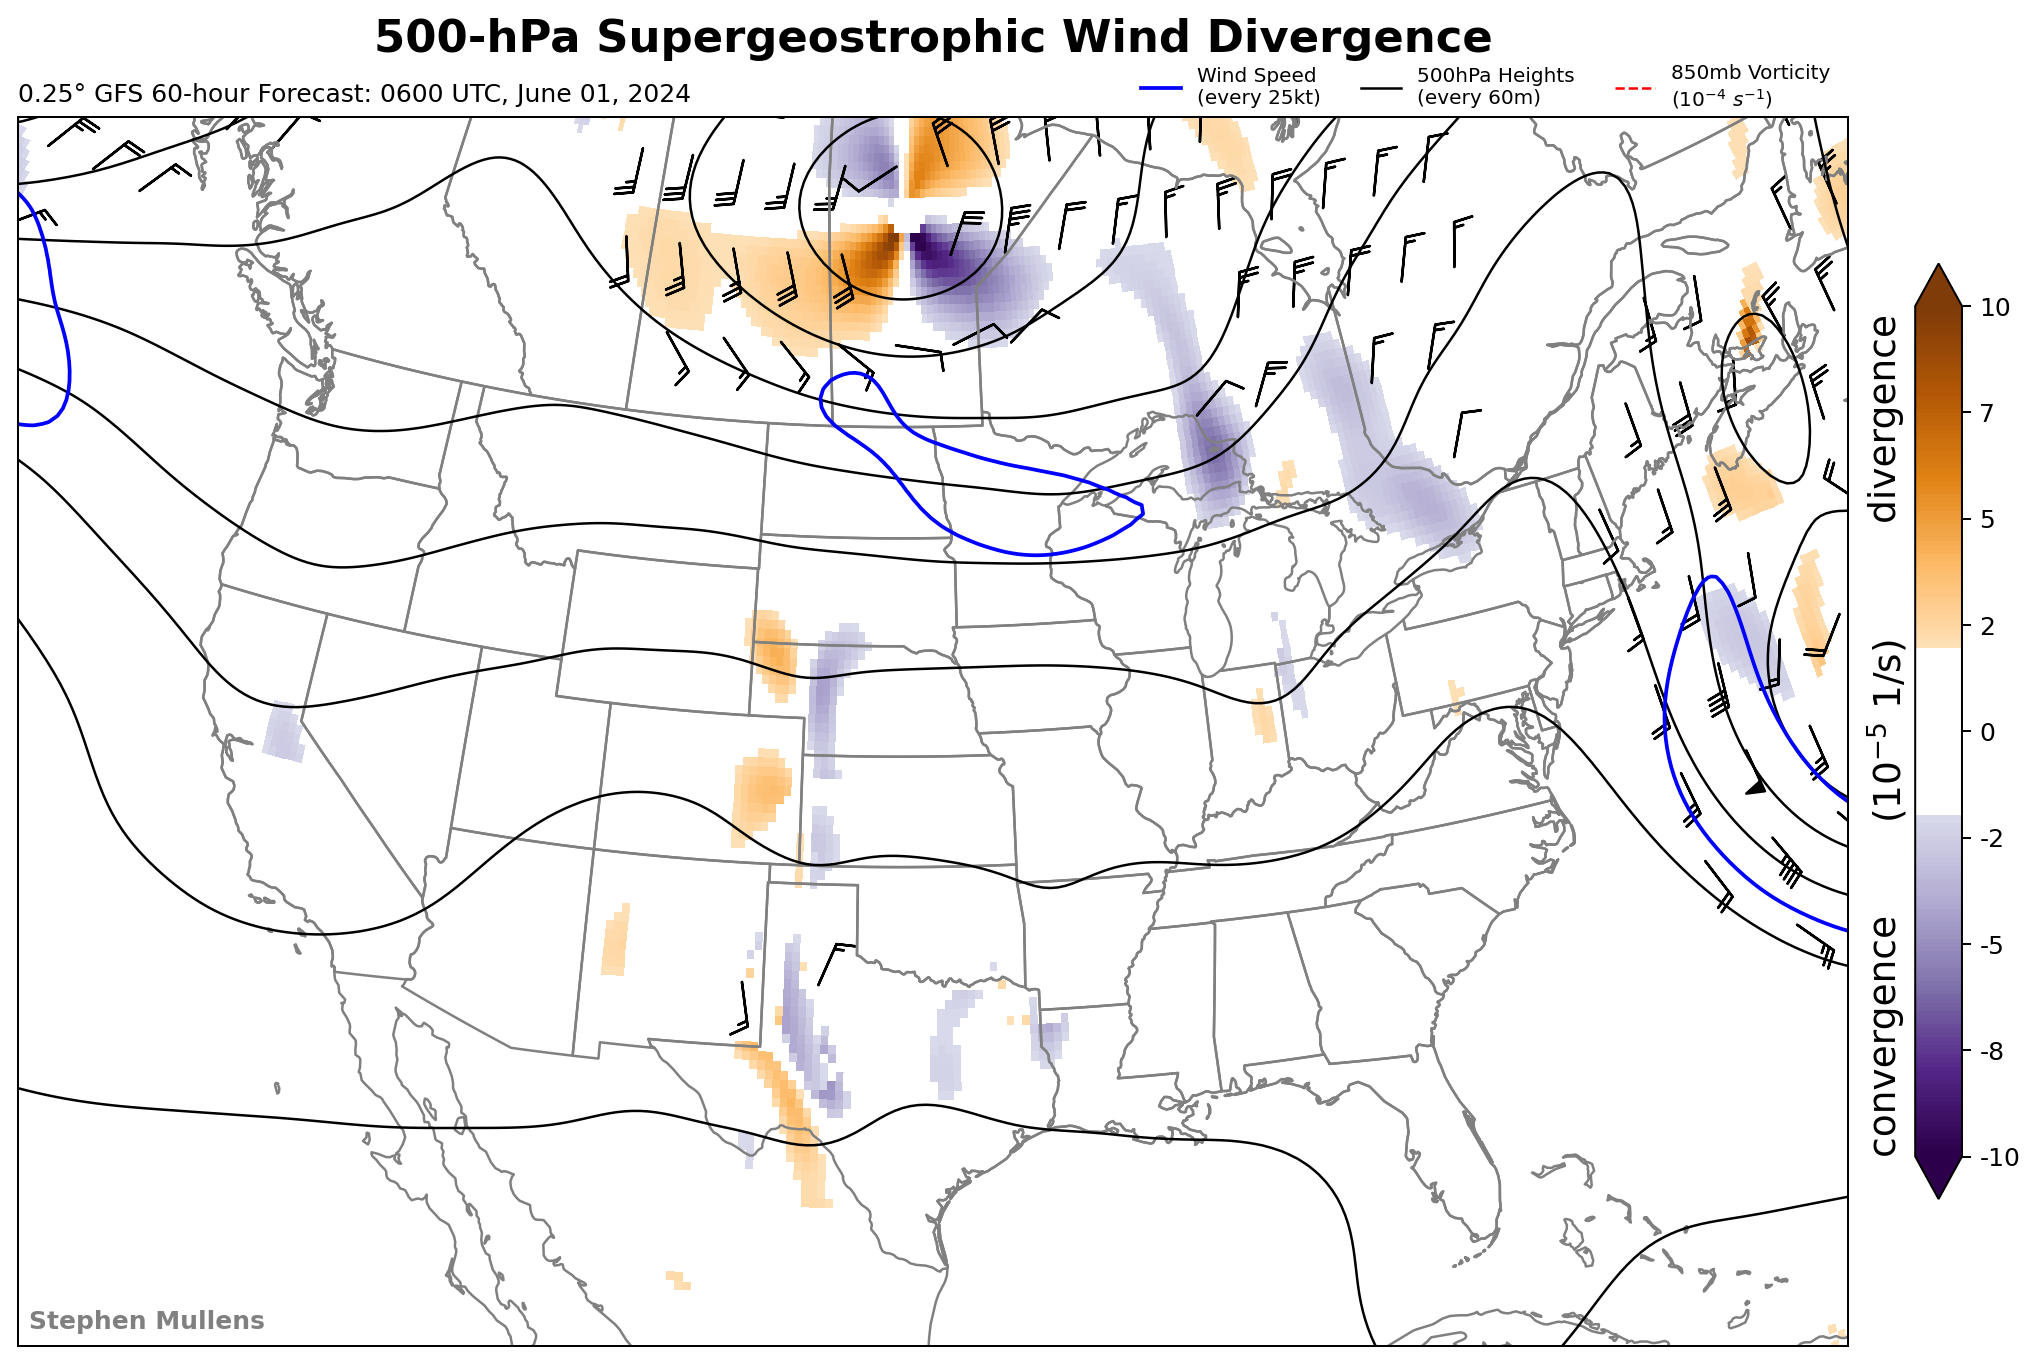 500-hPa Supergeostrophic Wind Divergence
0.25° GFS 60-hour Forecast: 0600 UTC, June 01, 2024
Wind Speed
(every 25kt)
500hPa Heights
(every 60m)
850mb Vorticity
(10⁻⁴ s⁻¹)
10
7
5
2
0
-2
-5
-8
-10
convergence (10⁻⁵ 1/s) divergence
Stephen Mullens